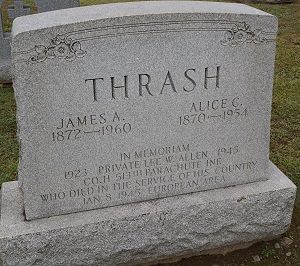 THRASH
JAMES A. ALICE C.
1872—1960 1870—1954
IN MEMORIAM
1923 PRIVATE LEE W. ALLEN 1945
CO. H 513TH PARACHUTE INF.
WHO DIED IN THE SERVICE OF HIS COUNTRY
JAN. 8 1945 EUROPEAN AREA